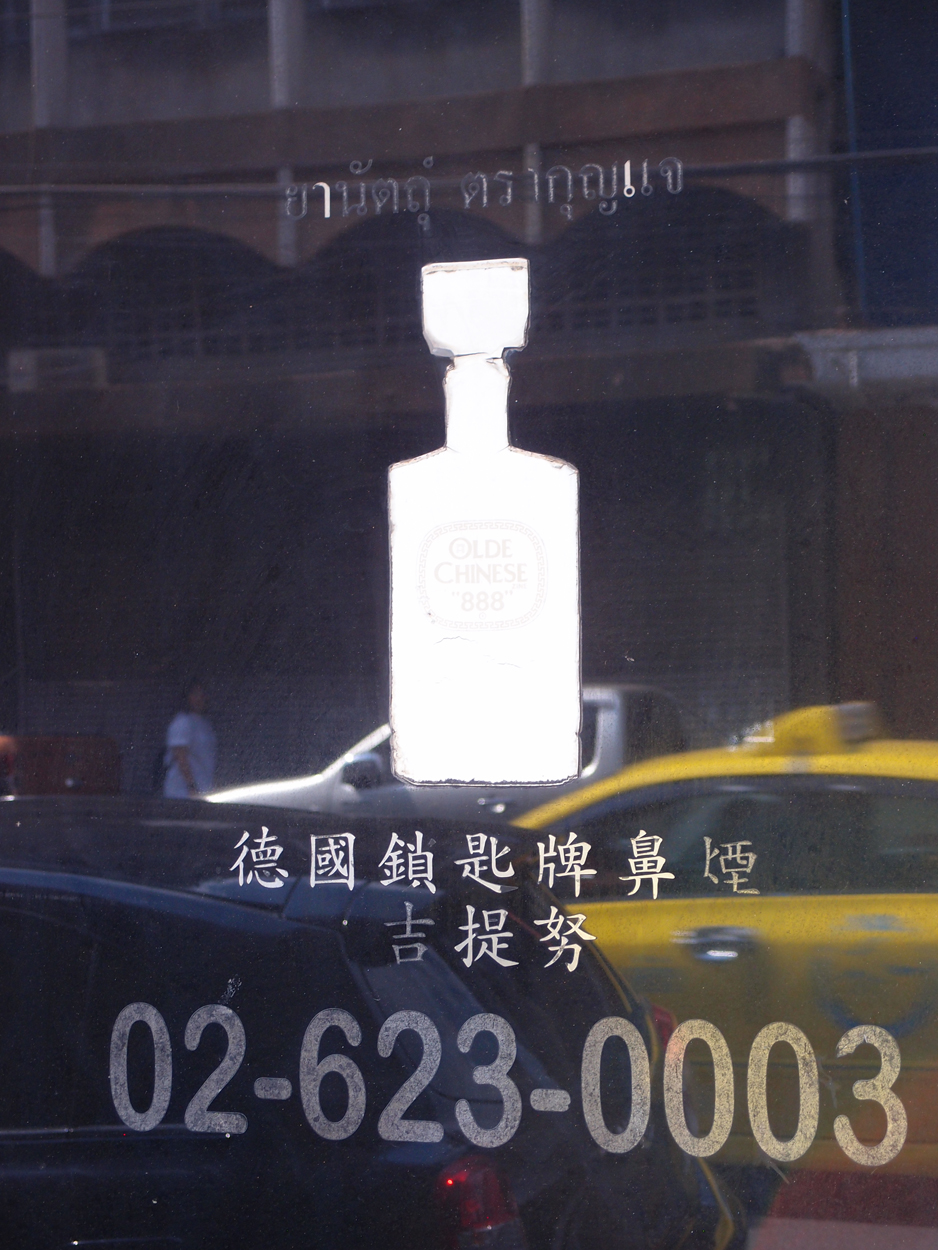 ยานัตถุ์ ตรากุญแจ
OLDE
CHINESE
"888"
德國鎖匙牌鼻煙
吉提努
02-623-0003